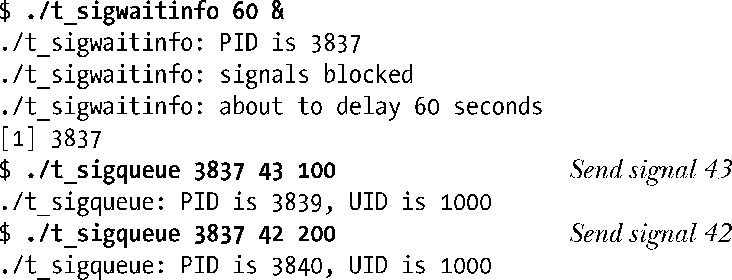 $ ./t_sigwaitinfo 60 &
./t_sigwaitinfo: PID is 3837
./t_sigwaitinfo: signals blocked
./t_sigwaitinfo: about to delay 60 seconds
[1] 3837
$ ./t_sigqueue 3837 43 100 Send signal 43
./t_sigqueue: PID is 3839, UID is 1000
$ ./t_sigqueue 3837 42 200 Send signal 42
./t_sigqueue: PID is 3840, UID is 1000